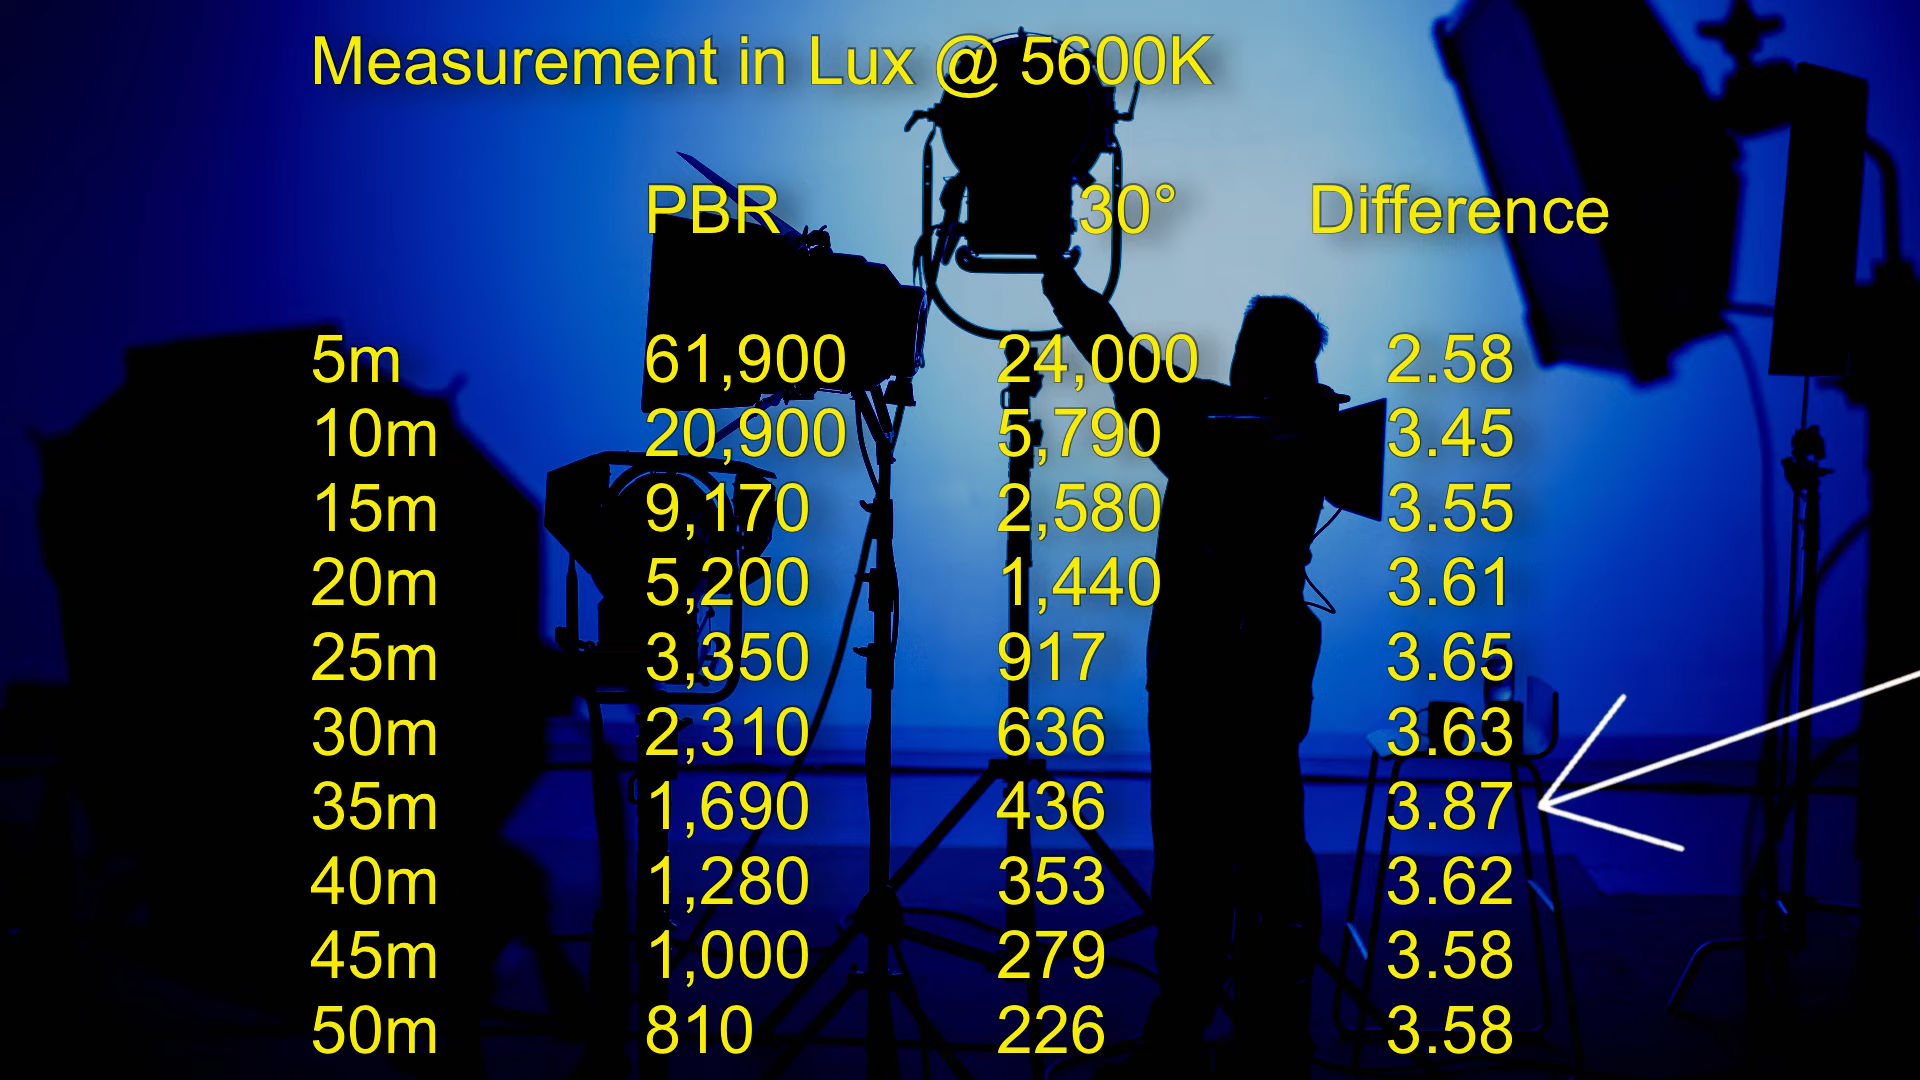 Measurement in Lux @ 5600K
PBR 30° Difference
5m 61,900 24,000 2.58
10m 20,900 5,790 3.45
15m 9,170 2,580 3.55
20m 5,200 1,440 3.61
25m 3,350 917 3.65
30m 2,310 636 3.63
35m 1,690 436 3.87
40m 1,280 353 3.62
45m 1,000 279 3.58
50m 810 226 3.58